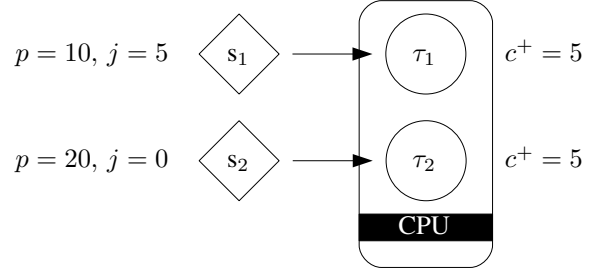 p = 10, j = 5 s₁ τ₁ c⁺ = 5
p = 20, j = 0 s₂ τ₂ c⁺ = 5
CPU